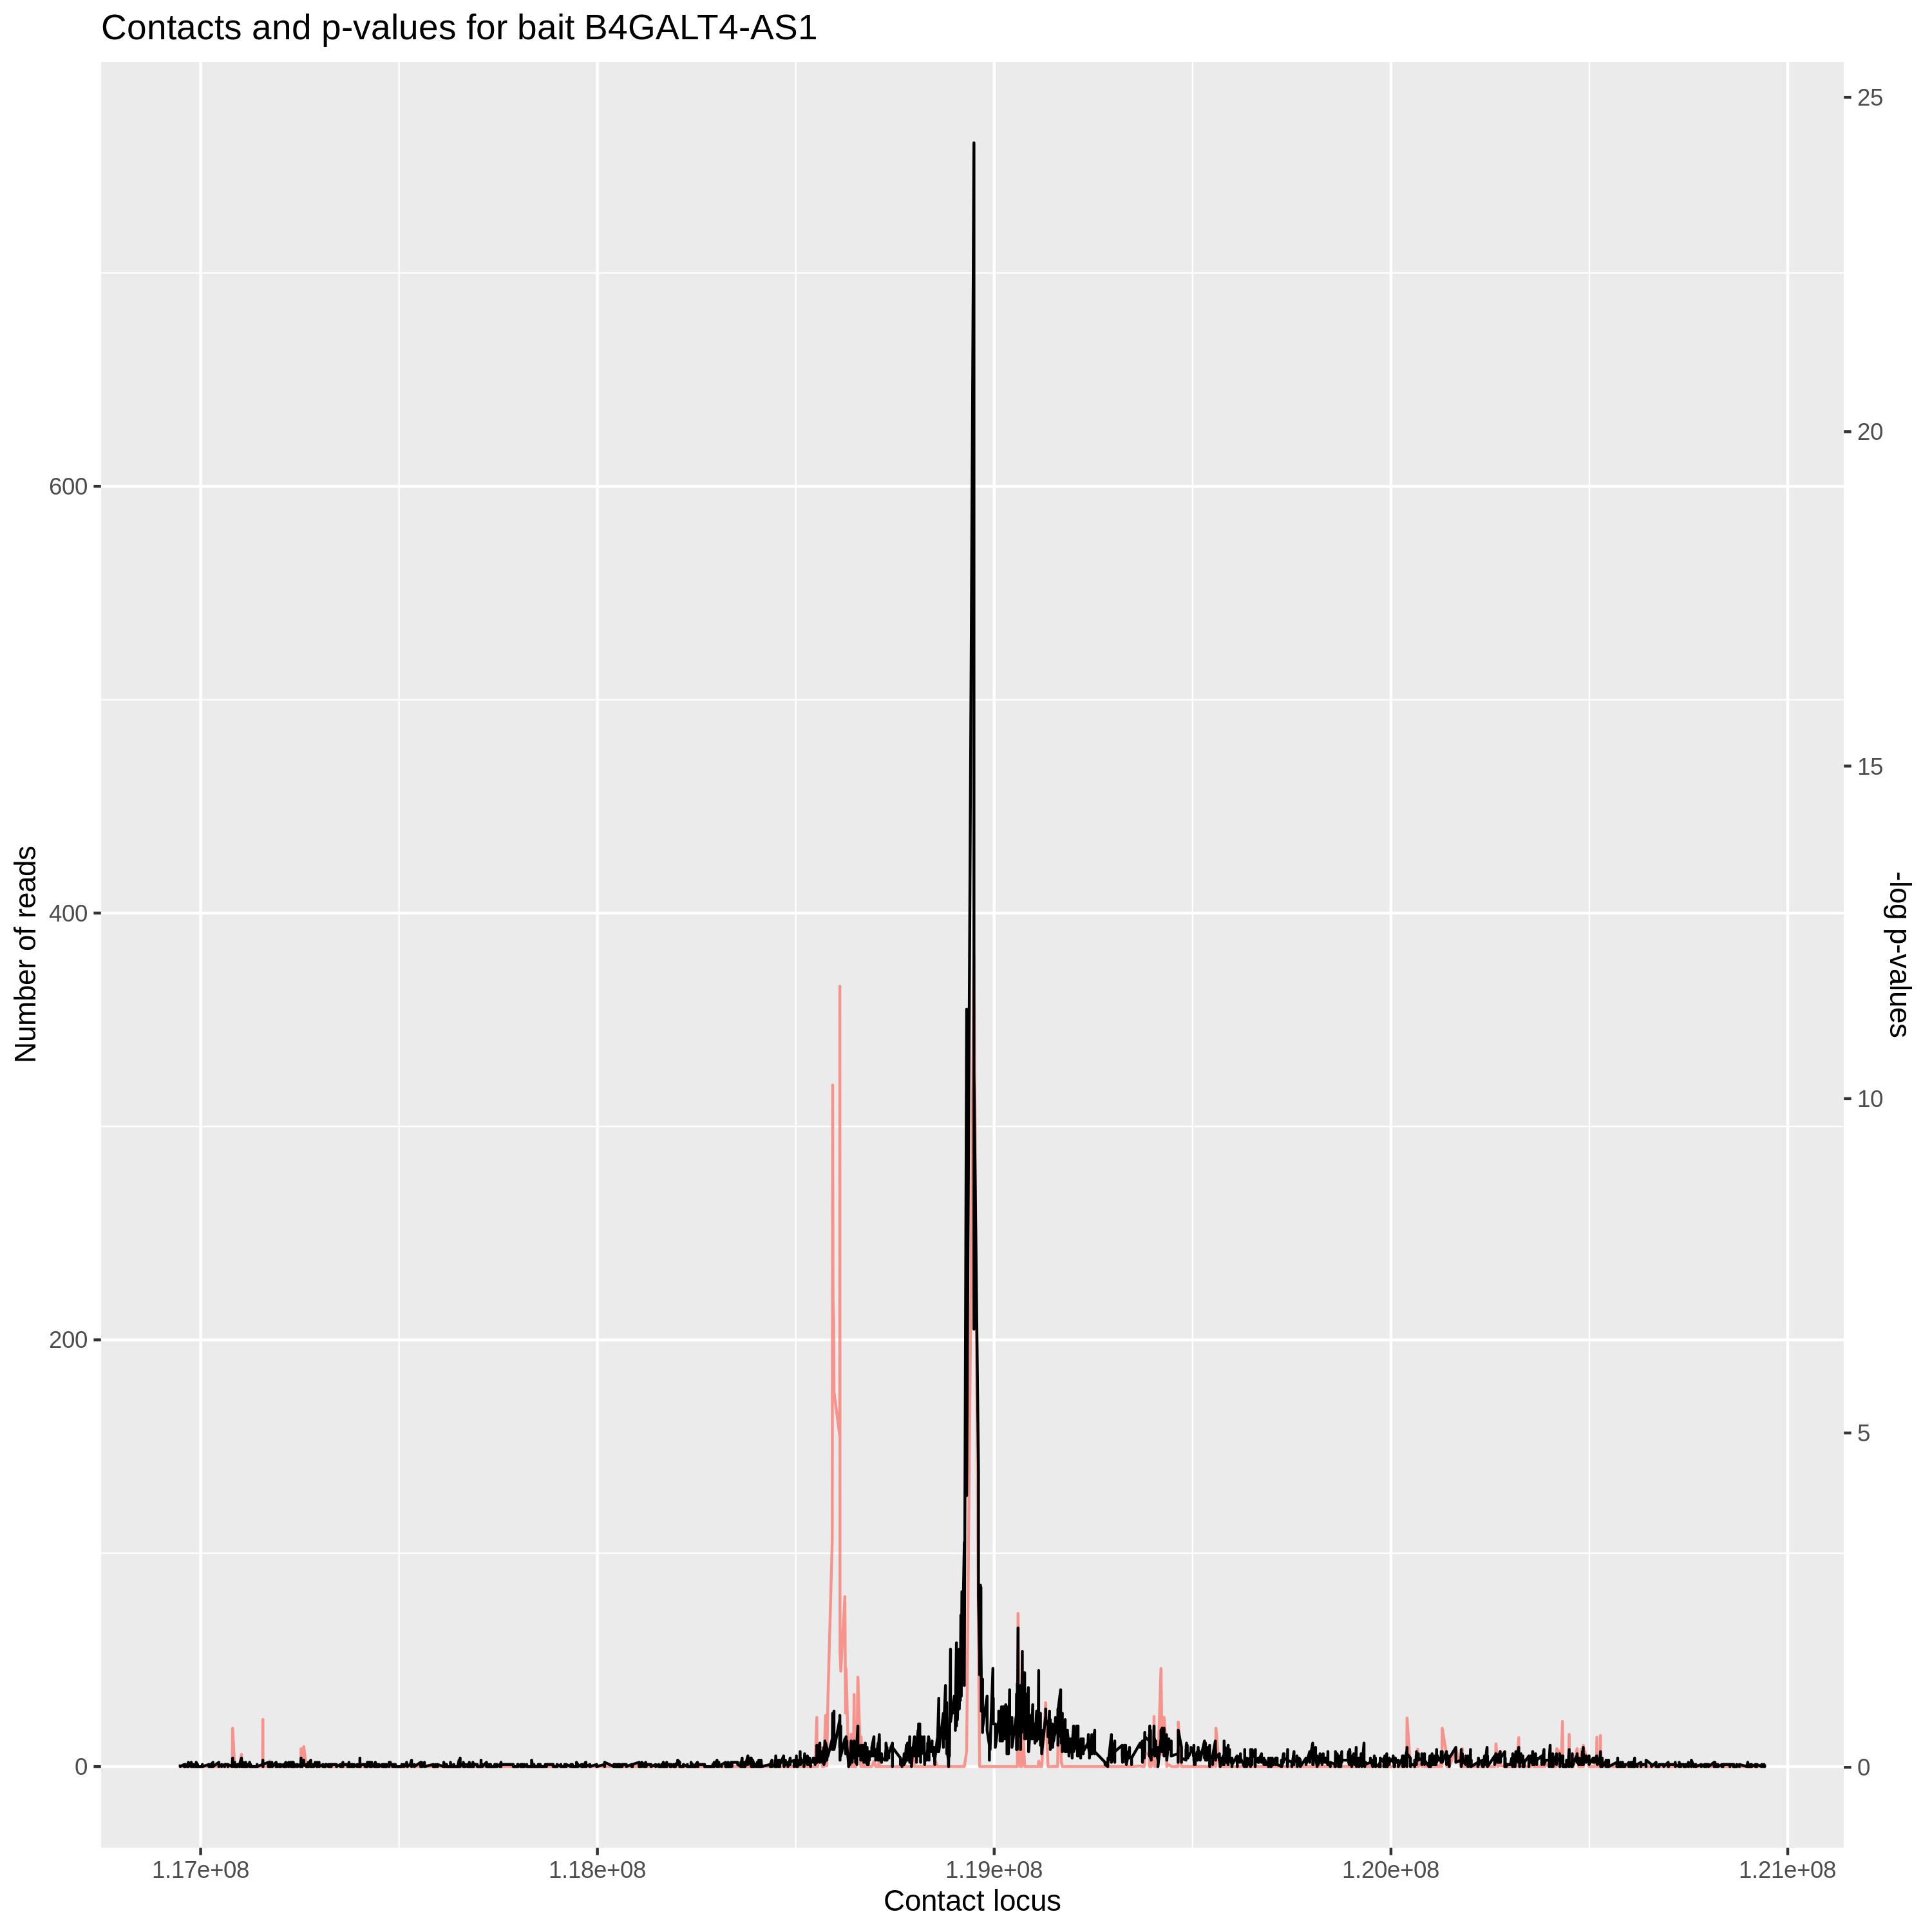 Contacts and p-values for bait B4GALT4-AS1
25
20
600
15
400
10
200
5
0
0
Number of reads
-log p-values
1.17e+08 1.18e+08 1.19e+08 1.20e+08 1.21e+08
Contact locus